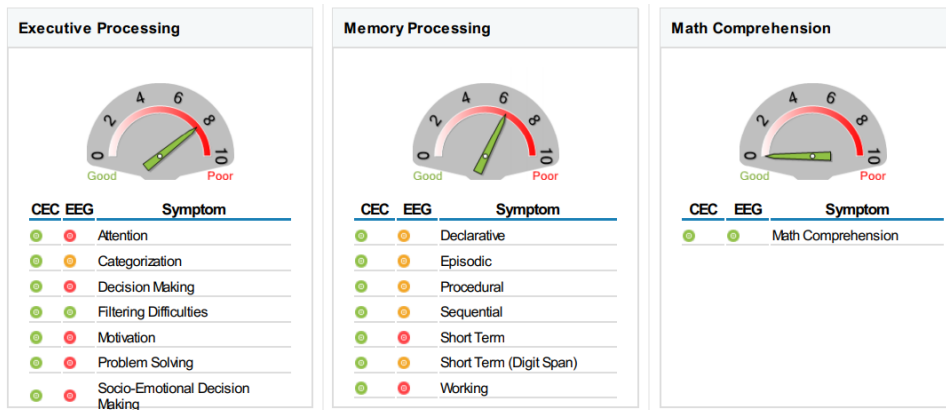 Executive Processing
0 2 4 6 8 10
Good Poor
CEC EEG Symptom
Attention
Categorization
Decision Making
Filtering Difficulties
Motivation
Problem Solving
Socio-Emotional Decision
Making
Memory Processing
0 2 4 6 8 10
Good Poor
CEC EEG Symptom
Declarative
Episodic
Procedural
Sequential
Short Term
Short Term (Digit Span)
Working
Math Comprehension
0 2 4 6 8 10
Good Poor
CEC EEG Symptom
Math Comprehension